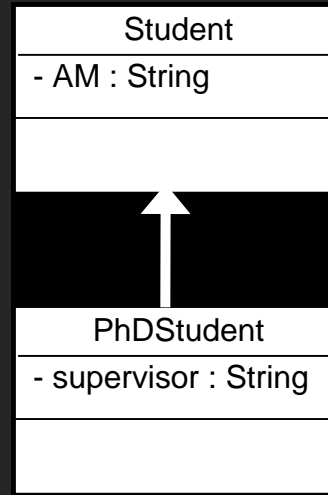 Student
- AM : String
PhDStudent
- supervisor : String